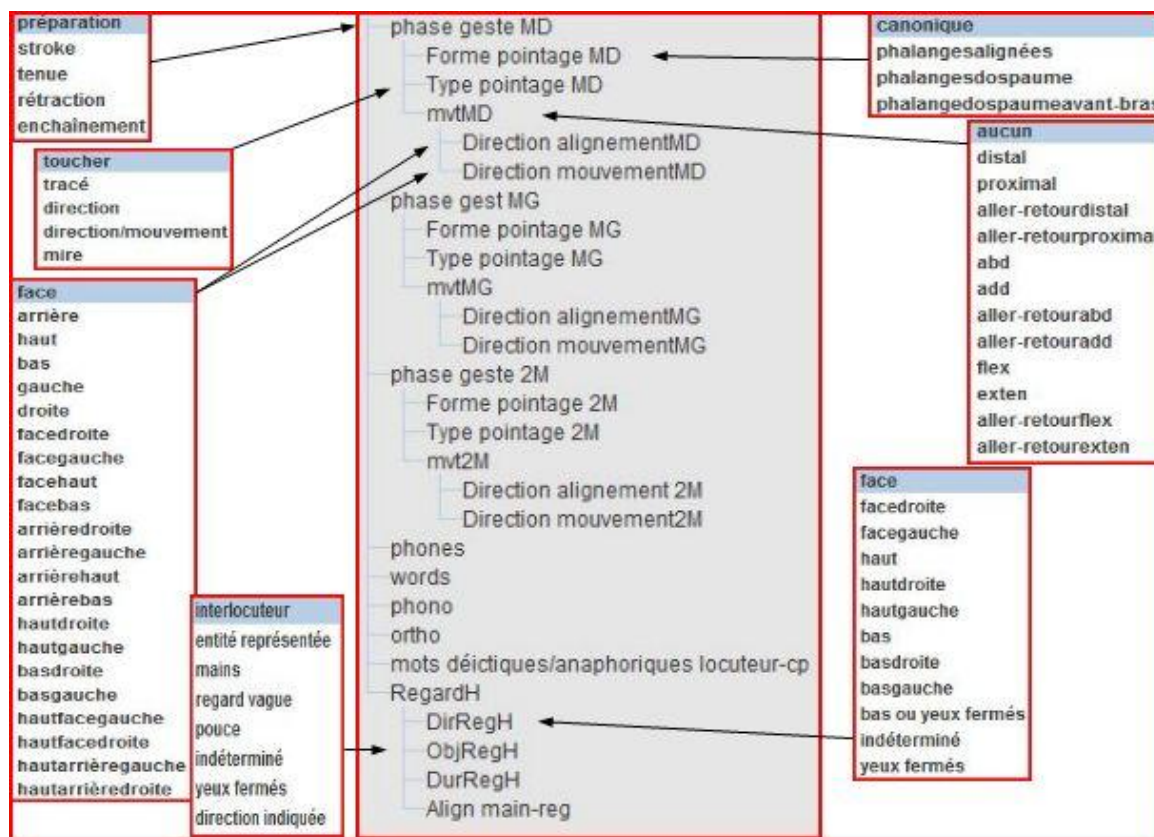 préparation
stroke
tenue
rétraction
enchaînement
toucher
tracé
direction
direction/mouvement
mire
face
arrière
haut
bas
gauche
droite
facedroite
facegauche
facehaut
facebas
arrièredroite
arrièregauche
arrièrehaut
arrièrebas
hautdroite
hautgauche
basdroite
basgauche
hautfacegauche
hautfacedroite
hautarrièregauche
hautarrièredroite
interlocuteur
entité représentée
mains
regard vague
pouce
indéterminé
yeux fermés
direction indiquée
phase geste MD
Forme pointage MD
Type pointage MD
mvtMD
Direction alignementMD
Direction mouvementMD
phase gest MG
Forme pointage MG
Type pointage MG
mvtMG
Direction alignementMG
Direction mouvementMG
phase geste 2M
Forme pointage 2M
Type pointage 2M
mvt2M
Direction alignement 2M
Direction mouvement2M
phones
words
phono
ortho
mots déictiques/anaphoriques locuteur-cp
RegardH
DirRegH
ObjRegH
DurRegH
Align main-reg
canonique
phalangesalignées
phalangesdospaume
phalangedospaumeavant-bras
aucun
distal
proximal
aller-retourdistal
aller-retourproxima
abd
add
aller-retourabd
aller-retouradd
flex
exten
aller-retourflex
aller-retourexten
face
facedroite
facegauche
haut
hautdroite
hautgauche
bas
basdroite
basgauche
bas ou yeux fermés
indéterminé
yeux fermés